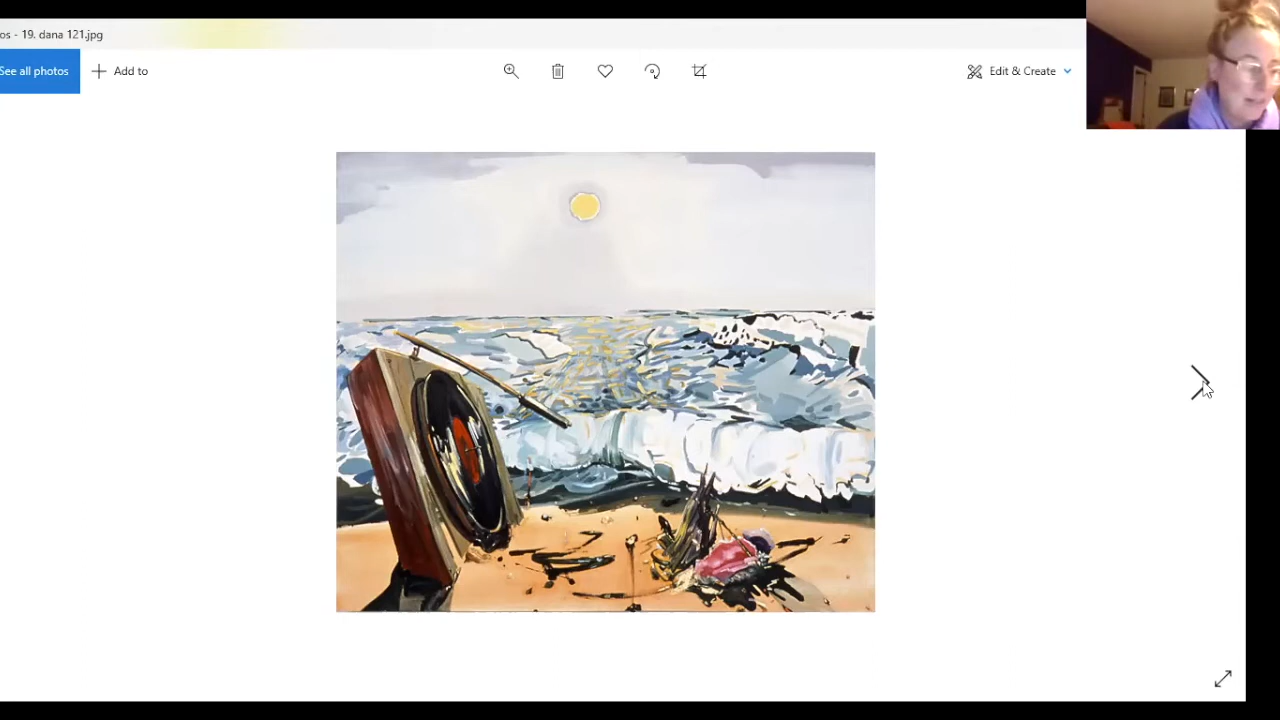 os - 19. dana 121.jpg
See all photos
Add to
Edit & Create